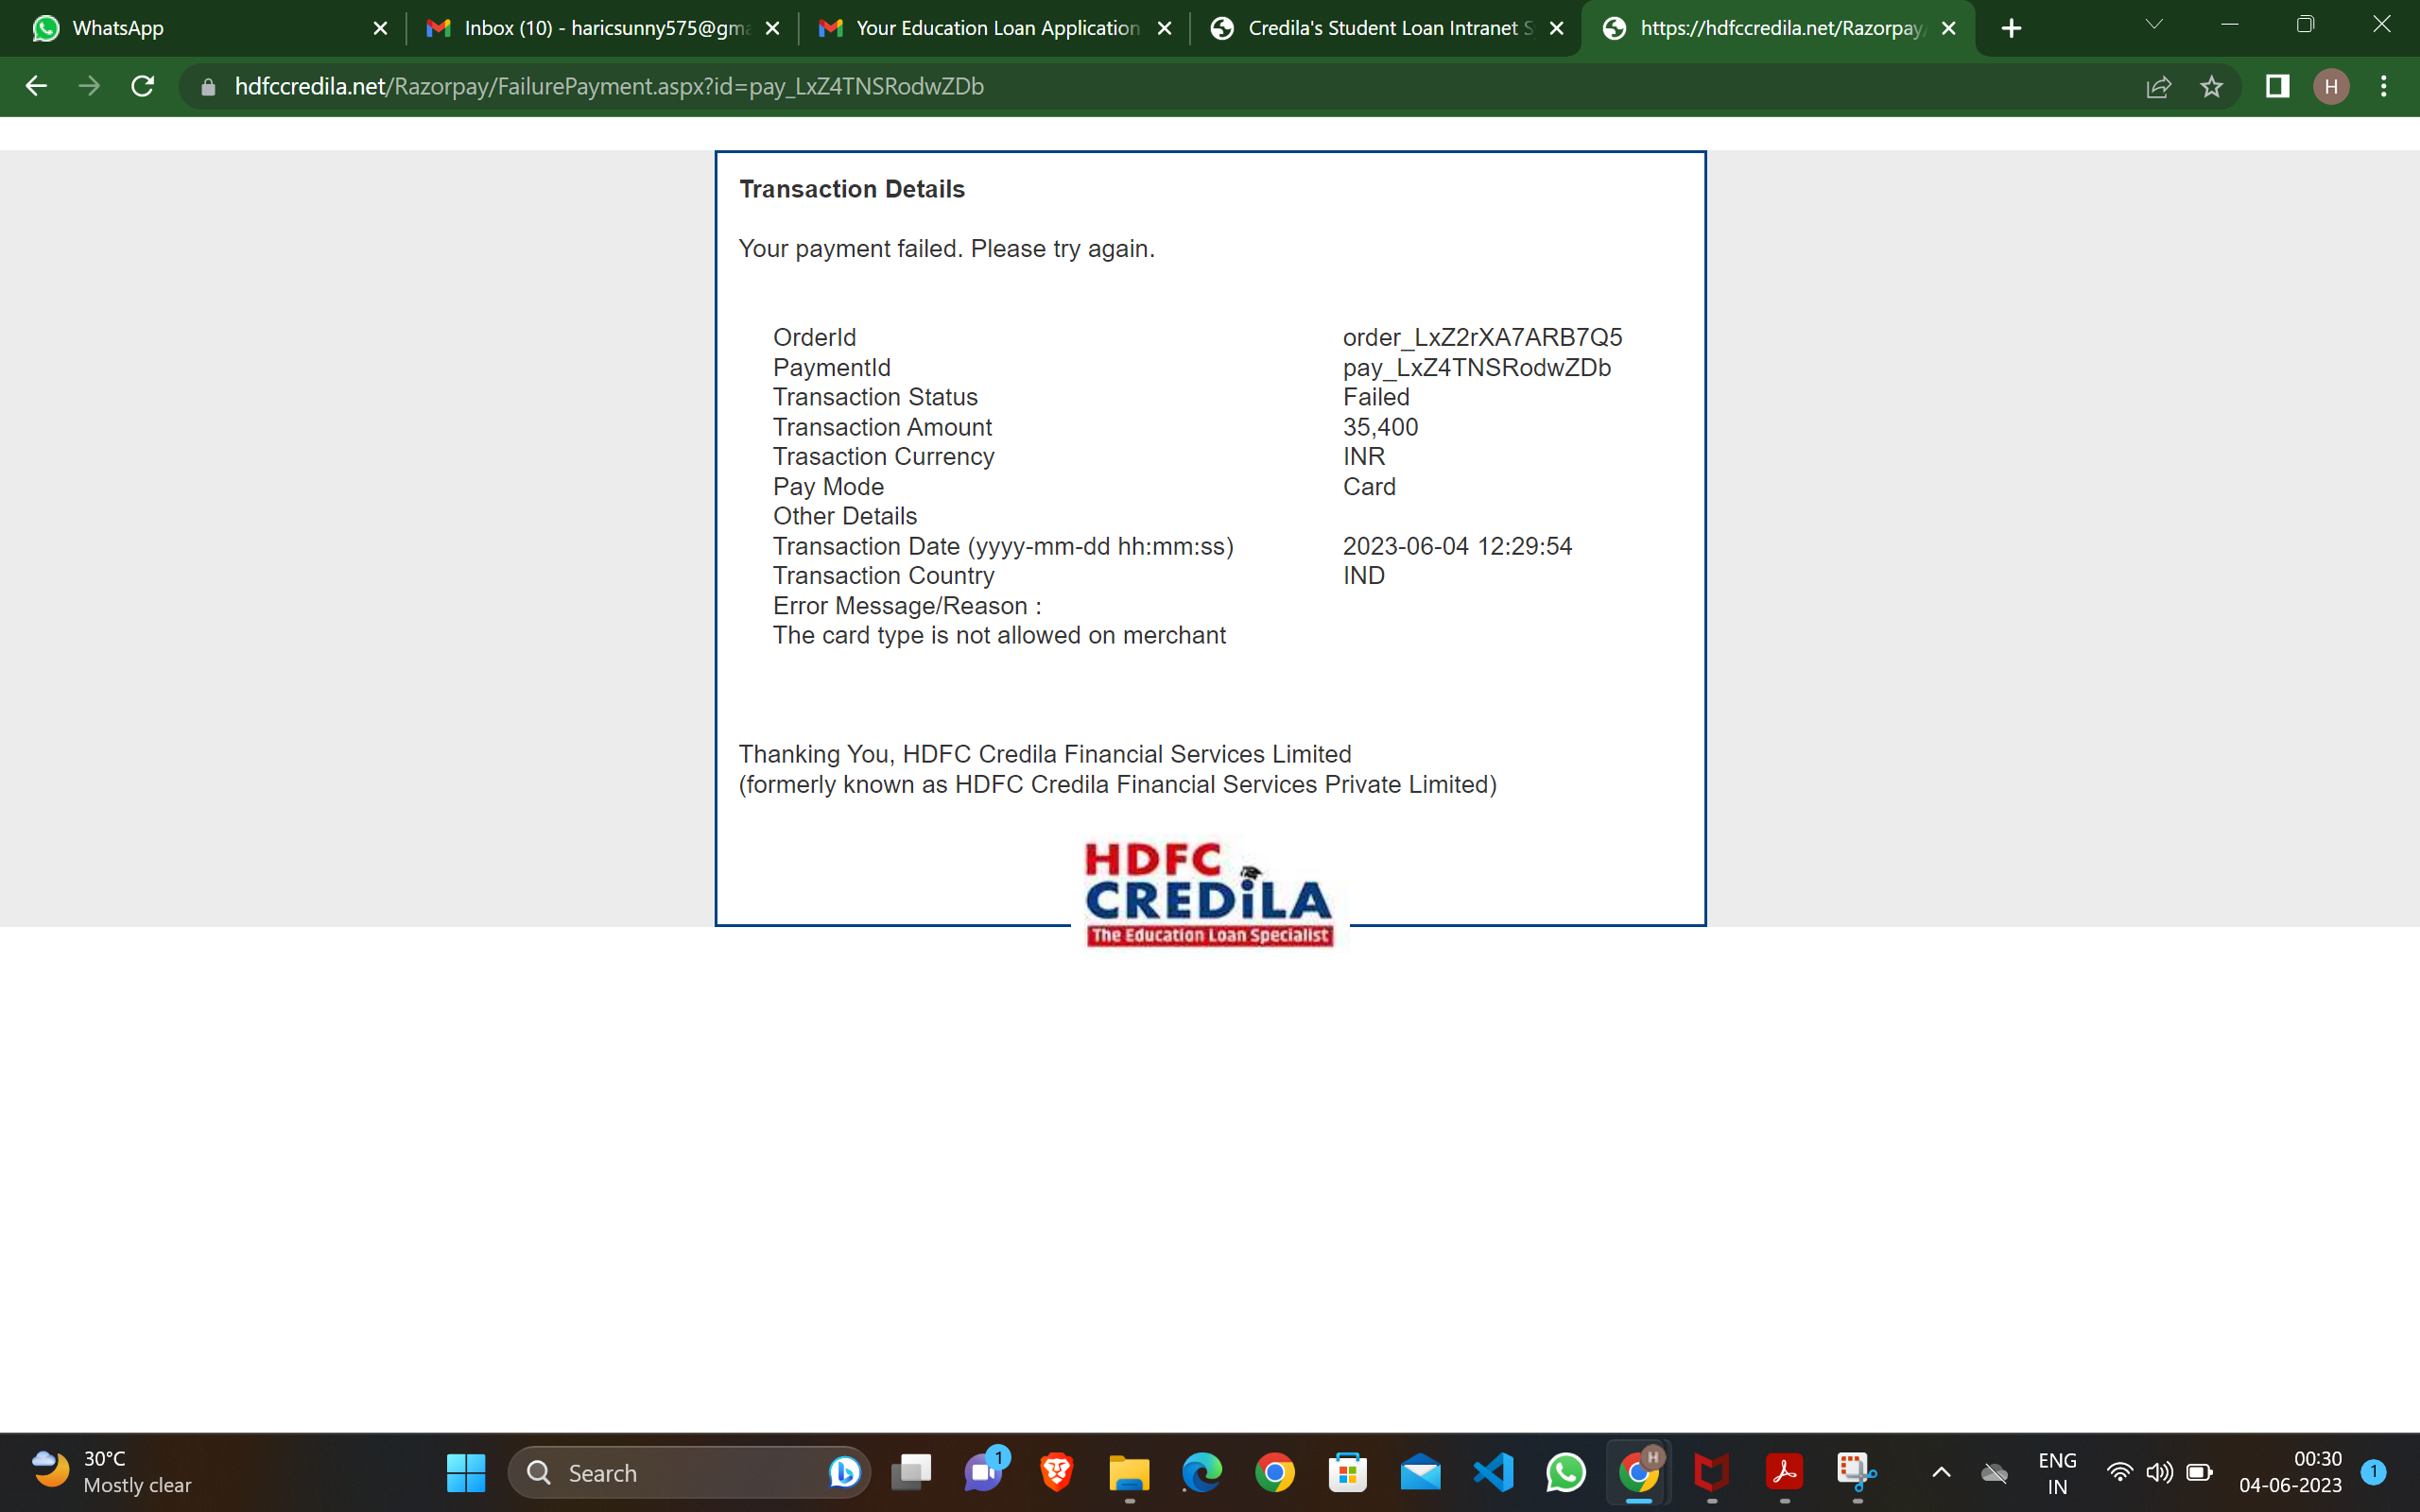 WhatsApp
Inbox (10) - haricsunny575@gma
Your Education Loan Application
Credila's Student Loan Intranet S
https://hdfccredila.net/Razorpay/
hdfccredila.net/Razorpay/FailurePayment.aspx?id=pay_LxZ4TNSRodwZDb
H
Transaction Details
Your payment failed. Please try again.
OrderId order_LxZ2rXA7ARB7Q5
PaymentId pay_LxZ4TNSRodwZDb
Transaction Status Failed
Transaction Amount 35,400
Trasaction Currency INR
Pay Mode Card
Other Details
Transaction Date (yyyy-mm-dd hh:mm:ss) 2023-06-04 12:29:54
Transaction Country IND
Error Message/Reason :
The card type is not allowed on merchant
Thanking You, HDFC Credila Financial Services Limited
(formerly known as HDFC Credila Financial Services Private Limited)
HDFC
CREDiLA
The Education Loan Specialist
30°C
Mostly clear
Search
1
H
ENG
IN
00:30
04-06-2023
1